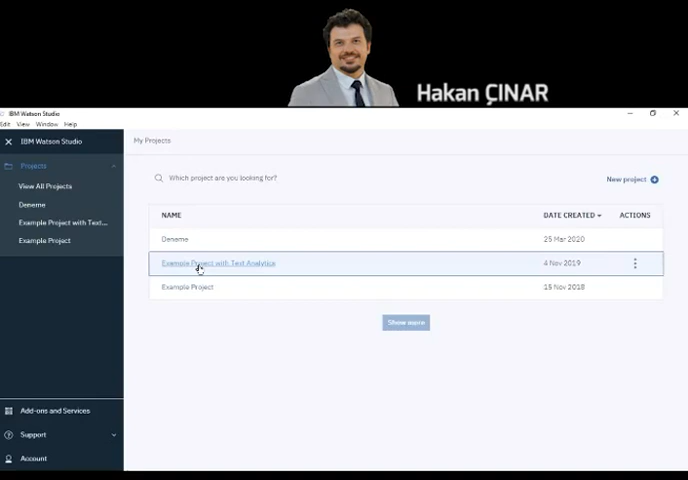 Hakan ÇINAR
IBM Watson Studio
Edit View Window Help
IBM Watson Studio
My Projects
Projects
Which project are you looking for?
New project
View All Projects
Deneme
Example Project with Text...
Example Project
NAME DATE CREATED ACTIONS
Deneme 25 Mar 2020
Example Project with Text Analytics 4 Nov 2019
Example Project 15 Nov 2018
Show more
Add-ons and Services
Support
Account